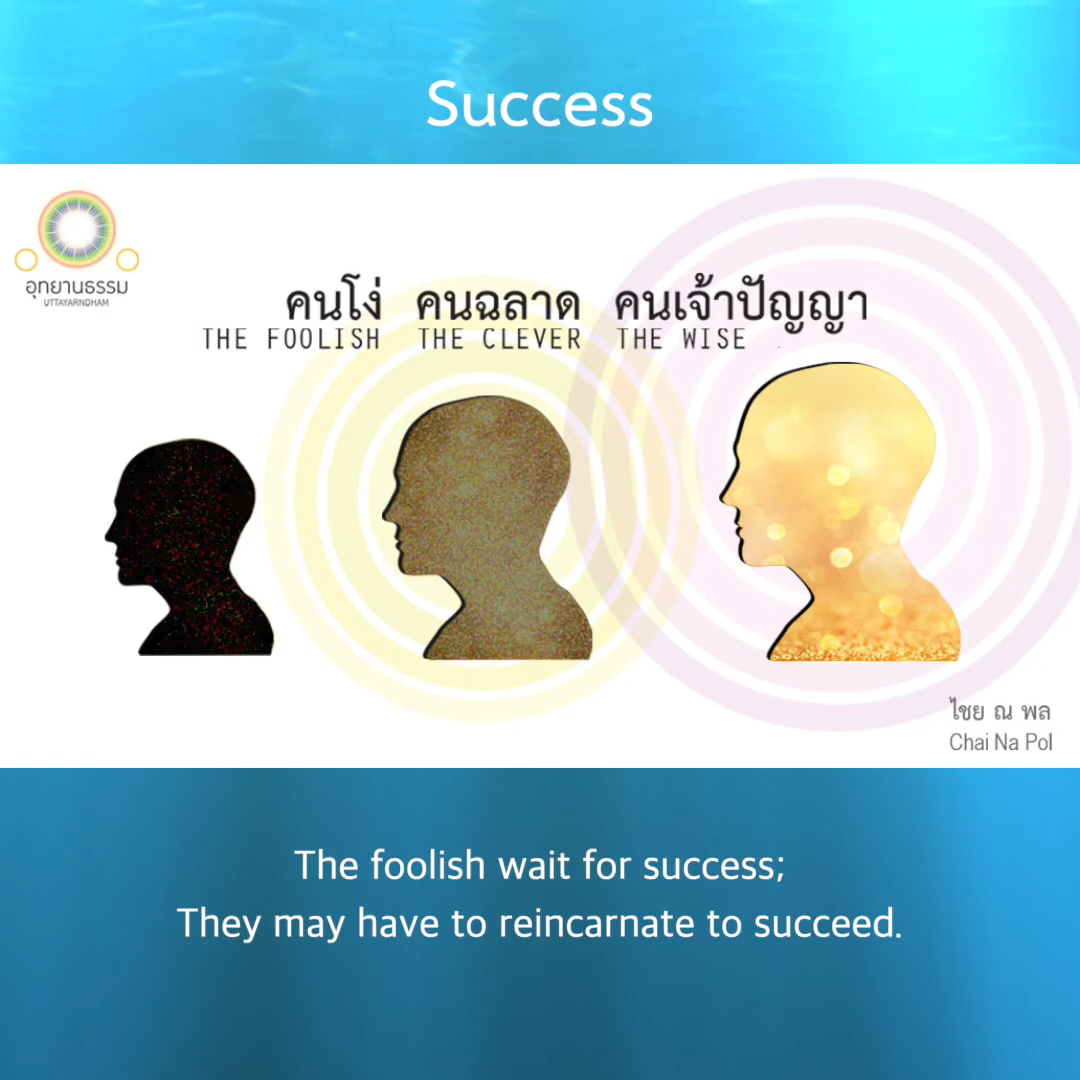 Success
อุทยานธรรม
UTTAYARNDHAM
คนโง่ คนฉลาด คนเจ้าปัญญา
THE FOOLISH THE CLEVER THE WISE
ไชย ณ พล
Chai Na Pol
The foolish wait for success;
They may have to reincarnate to succeed.